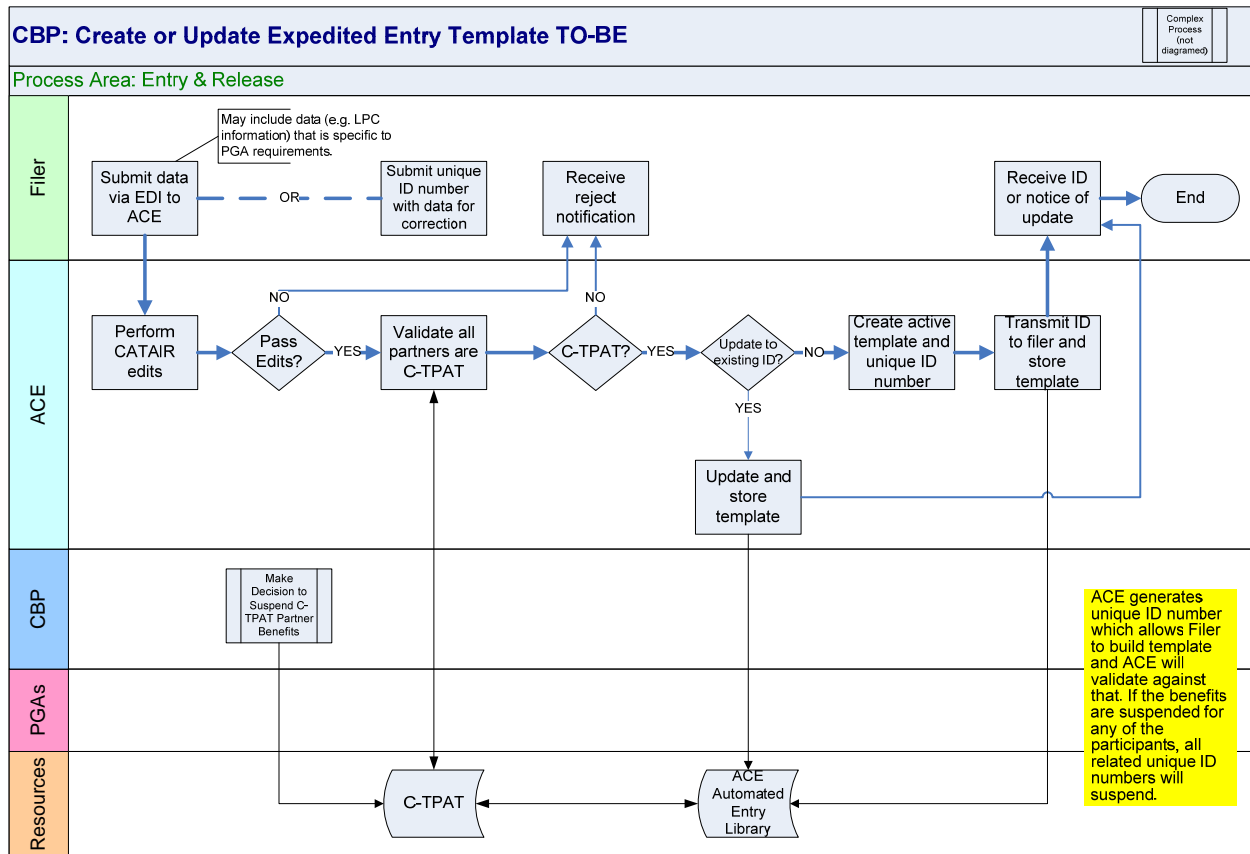 CBP: Create or Update Expedited Entry Template TO-BE
Complex
Process
(not
diagramed)
Process Area: Entry & Release
Filer
May include data (e.g. LPC
information) that is specific to
PGA requirements.
Submit data
via EDI to
ACE
OR
Submit unique
ID number
with data for
correction
Receive
reject
notification
Receive ID
or notice of
update
End
ACE
Perform
CATAIR
edits
Pass
Edits?
NO
YES
Validate all
partners are
C-TPAT
C-TPAT?
NO
YES
Update to
existing ID?
NO
YES
Create active
template and
unique ID
number
Transmit ID
to filer and
store
template
Update and
store
template
CBP
Make
Decision to
Suspend C-
TPAT Partner
Benefits
ACE generates
unique ID number
which allows Filer
to build template
and ACE will
validate against
that. If the benefits
are suspended for
any of the
participants, all
related unique ID
numbers will
suspend.
PGAs
Resources
C-TPAT
ACE
Automated
Entry
Library